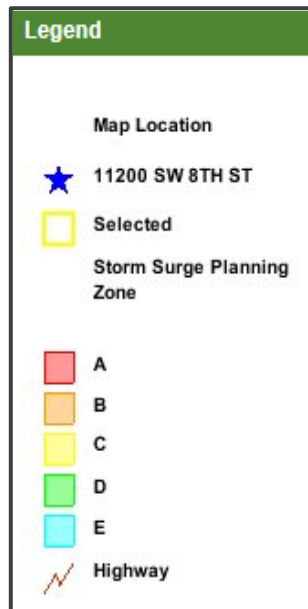 Legend
Map Location
11200 SW 8TH ST
Selected
Storm Surge Planning
Zone
A
B
C
D
E
Highway